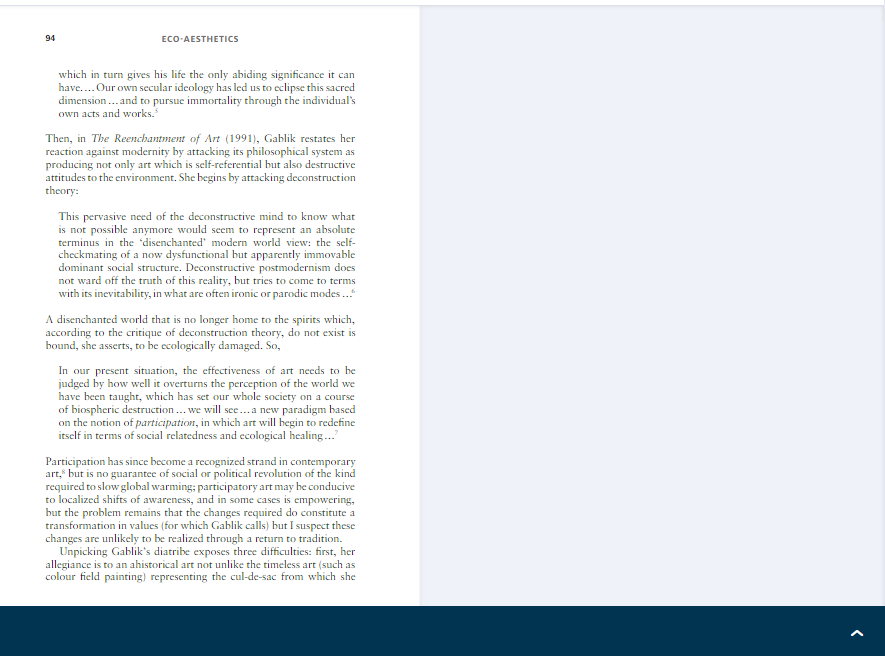 94
ECO-AESTHETICS
which in turn gives his life the only abiding significance it can
have.… Our own secular ideology has led us to eclipse this sacred
dimension … and to pursue immortality through the individual’s
own acts and works.5
Then, in The Reenchantment of Art (1991), Gablik restates her
reaction against modernity by attacking its philosophical system as
producing not only art which is self-referential but also destructive
attitudes to the environment. She begins by attacking deconstruction
theory:
This pervasive need of the deconstructive mind to know what
is not possible anymore would seem to represent an absolute
terminus in the ‘disenchanted’ modern world view: the self-
checkmating of a now dysfunctional but apparently immovable
dominant social structure. Deconstructive postmodernism does
not ward off the truth of this reality, but tries to come to terms
with its inevitability, in what are often ironic or parodic modes …6
A disenchanted world that is no longer home to the spirits which,
according to the critique of deconstruction theory, do not exist is
bound, she asserts, to be ecologically damaged. So,
In our present situation, the effectiveness of art needs to be
judged by how well it overturns the perception of the world we
have been taught, which has set our whole society on a course
of biospheric destruction … we will see … a new paradigm based
on the notion of participation, in which art will begin to redefine
itself in terms of social relatedness and ecological healing …7
Participation has since become a recognized strand in contemporary
art,8 but is no guarantee of social or political revolution of the kind
required to slow global warming; participatory art may be conducive
to localized shifts of awareness, and in some cases is empowering,
but the problem remains that the changes required do constitute a
transformation in values (for which Gablik calls) but I suspect these
changes are unlikely to be realized through a return to tradition.
Unpicking Gablik’s diatribe exposes three difficulties: first, her
allegiance is to an ahistorical art not unlike the timeless art (such as
colour field painting) representing the cul-de-sac from which she